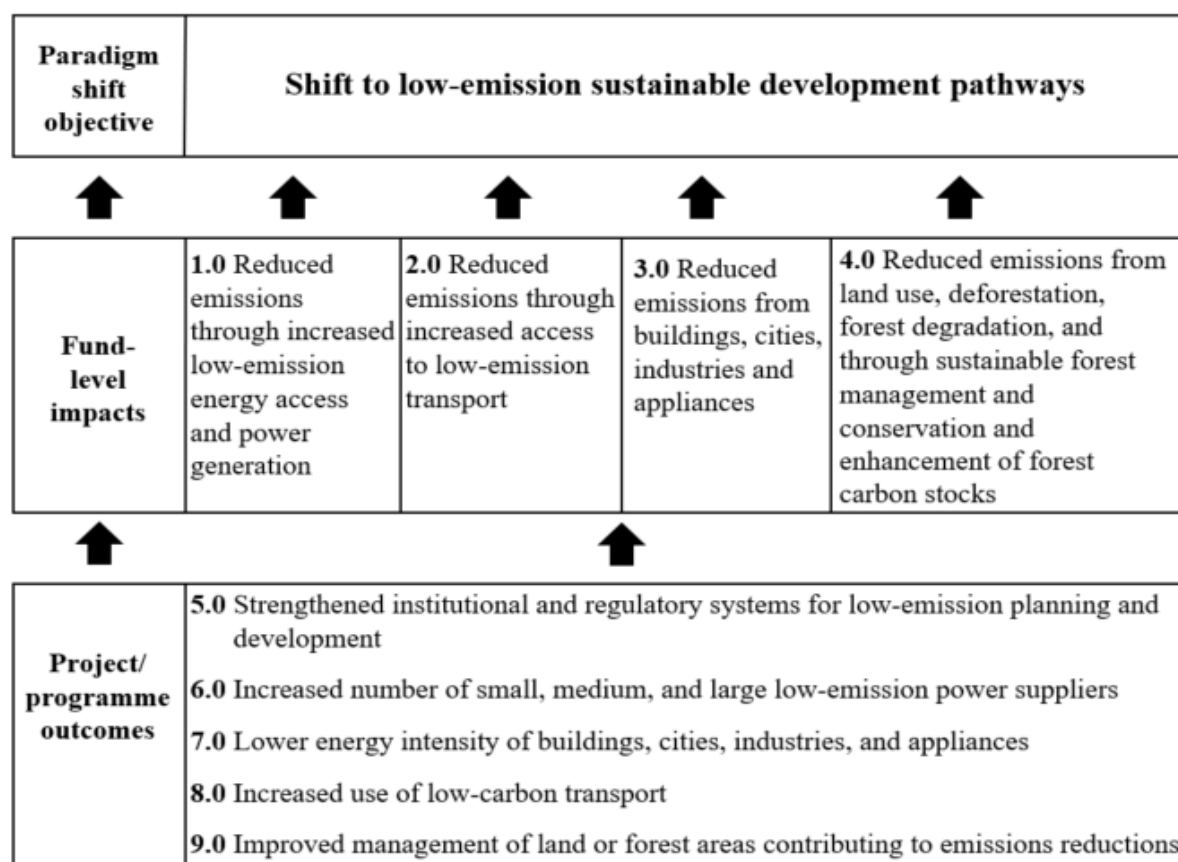 Paradigm
shift
objective
Shift to low-emission sustainable development pathways
Fund-
level
impacts
1.0 Reduced
emissions
through increased
low-emission
energy access
and power
generation
2.0 Reduced
emissions through
increased access
to low-emission
transport
3.0 Reduced
emissions from
buildings, cities,
industries and
appliances
4.0 Reduced emissions from
land use, deforestation,
forest degradation, and
through sustainable forest
management and
conservation and
enhancement of forest
carbon stocks
Project/
programme
outcomes
5.0 Strengthened institutional and regulatory systems for low-emission planning and
development
6.0 Increased number of small, medium, and large low-emission power suppliers
7.0 Lower energy intensity of buildings, cities, industries, and appliances
8.0 Increased use of low-carbon transport
9.0 Improved management of land or forest areas contributing to emissions reductions